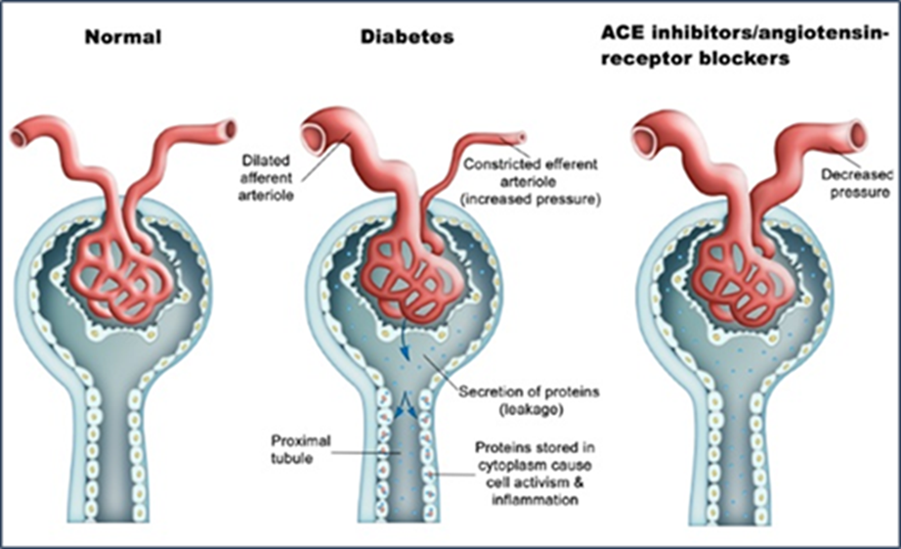 Normal
Diabetes
ACE inhibitors/angiotensin-
receptor blockers
Dilated
afferent
arteriole
Constricted efferent
arteriole
(increased pressure)
Decreased
pressure
Secretion of proteins
(leakage)
Proximal
tubule
Proteins stored in
cytoplasm cause
cell activism &
inflammation